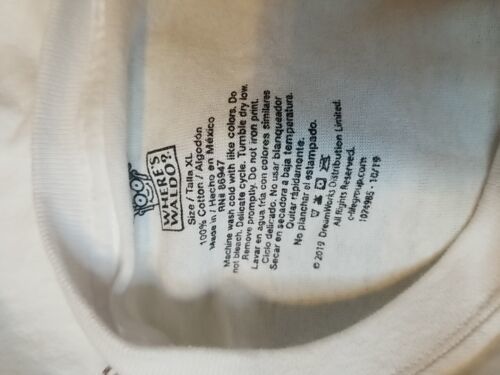 WHERE'S
WALDO?
Size / Talla XL
100% Cotton / Algodón
Made in / Hecho en México
RN# 86947
Machine wash cold with like colors. Do
not bleach. Delicate cycle. Tumble dry low.
Remove promptly. Do not iron print.
Lavar en agua fría con colores similares
Ciclo delicado. No usar blanqueador
Secar en secadora a baja temperatura.
Quitar rápidamente.
No planchar el estampado.
© 2019 DreamWorks Distribution Limited.
All Rights Reserved.
c-lifegroup.com
- 10/19